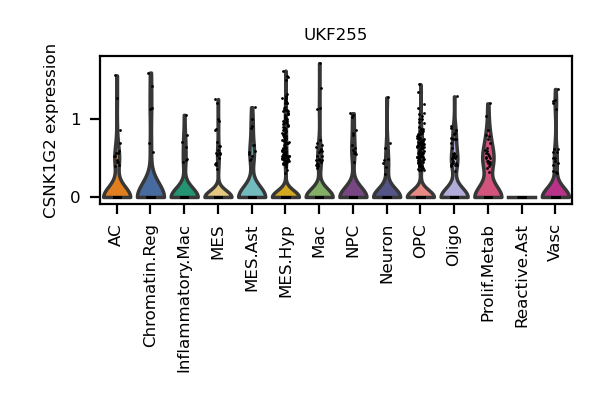 UKF255
CSNK1G2 expression
1
0
AC
Chromatin.Reg
Inflammatory.Mac
MES
MES.Ast
MES.Hyp
Mac
NPC
Neuron
OPC
Oligo
Prolif.Metab
Reactive.Ast
Vasc